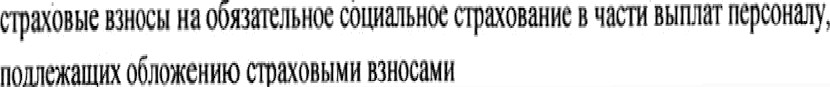 страховые взносы на обязательное социальное страхование в части выплат персоналу,
подлежащих обложению страховыми взносами